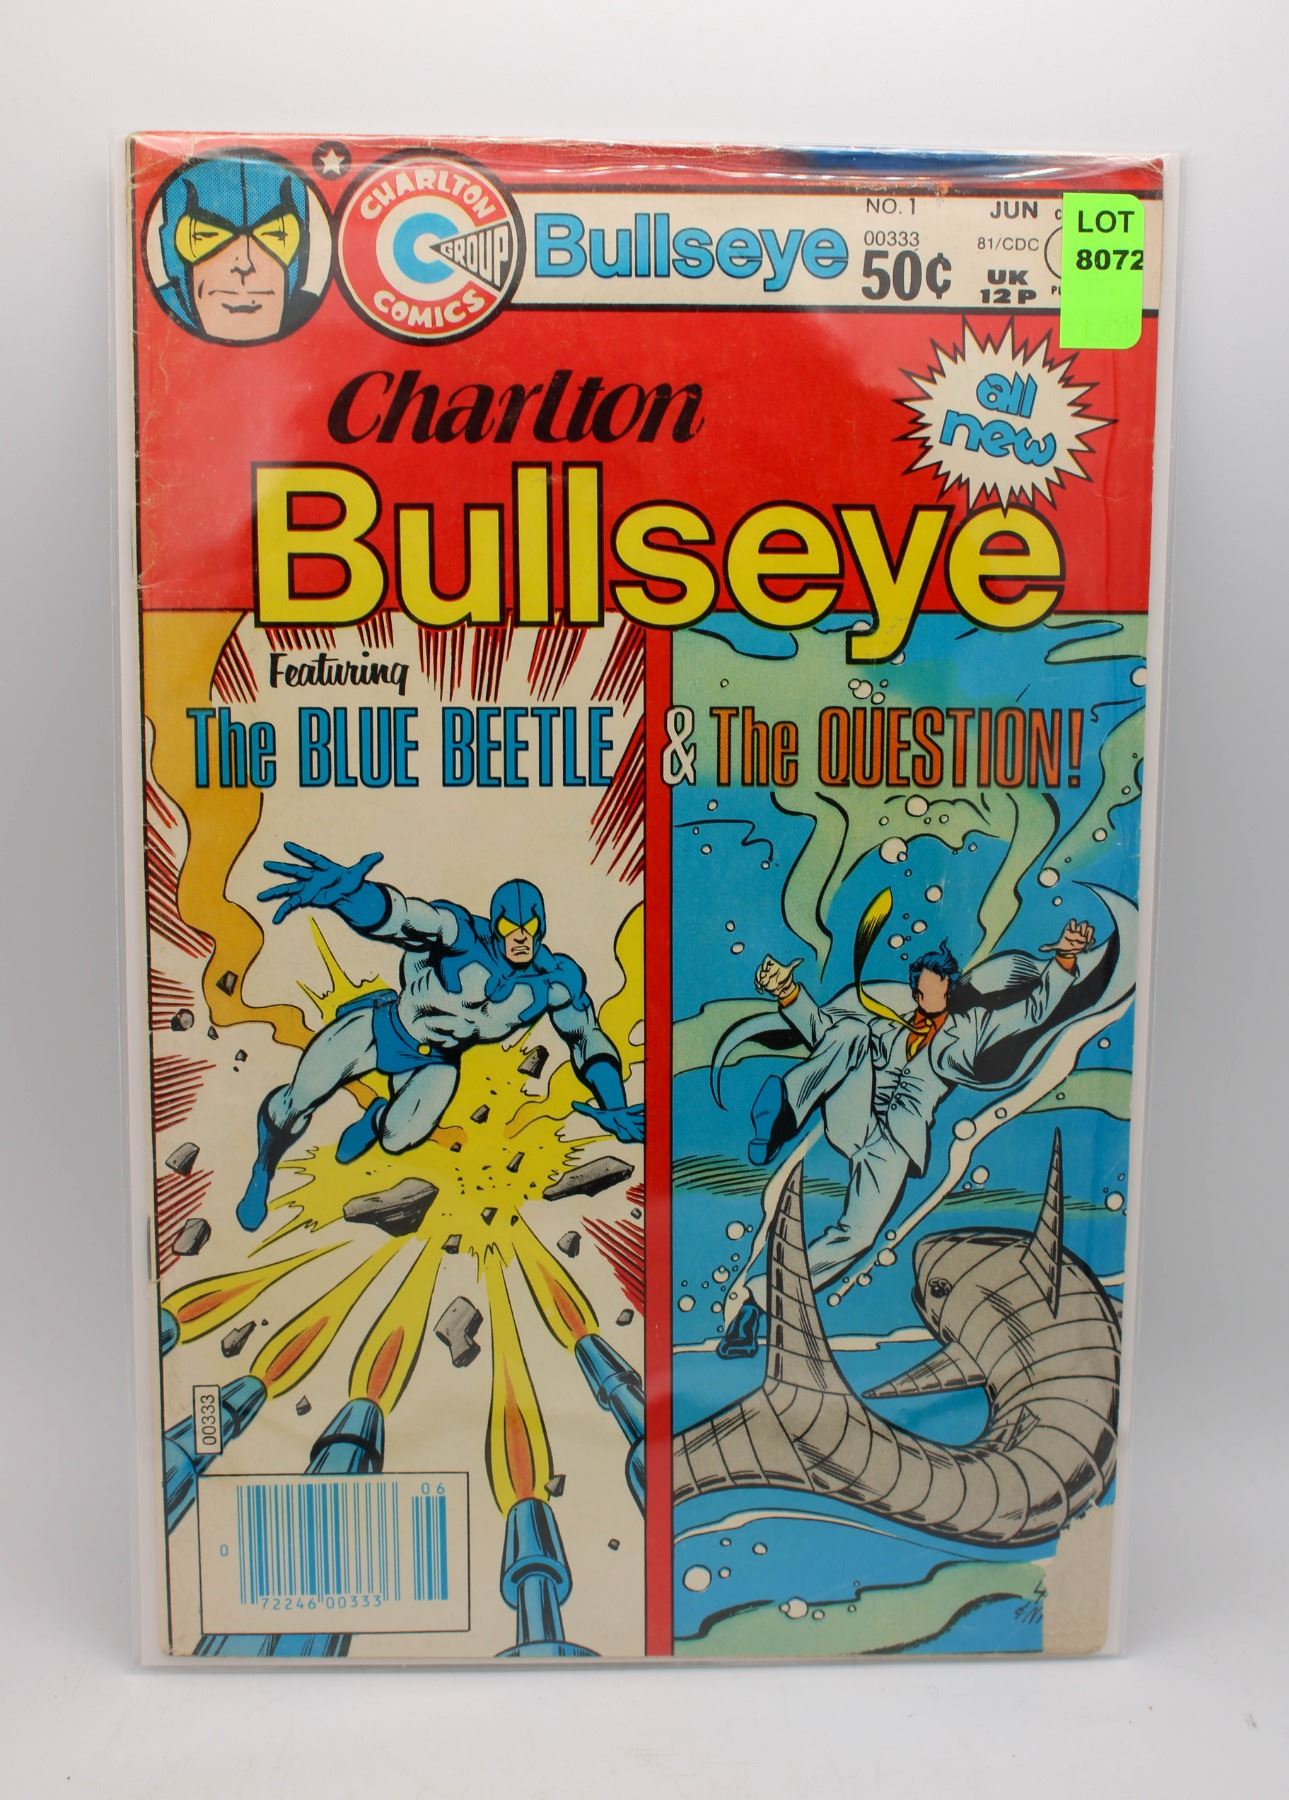 CHARLTON
C GROUP
COMICS
Bullseye
NO. 1
00333
50¢
JUN
81/CDC
UK
12P
LOT
8072
Charlton
all
new
Bullseye
Featuring
The BLUE BEETLE & The QUESTION!
00333
06
0
72246 00333